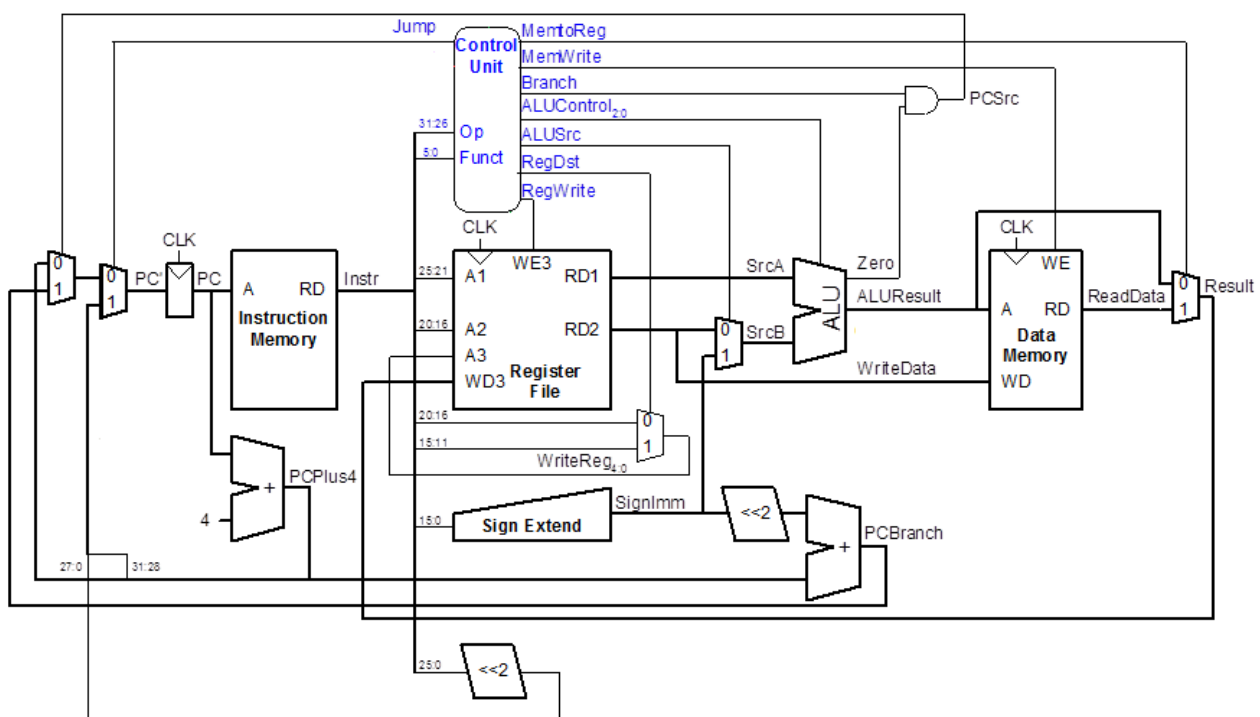 Jump
Control
Unit
MemtoReg
MemWrite
Branch
ALUControl2:0
ALUSrc
RegDst
RegWrite
PCSrc
31:26
Op
5:0
Funct
CLK
CLK
CLK
0
1
PC'
0
1
PC
A
RD
Instruction
Memory
Instr
25:21
A1
WE3
RD1
20:16
A2
RD2
A3
WD3
Register
File
SrcA
0
1
SrcB
ALU
Zero
ALUResult
WriteData
WE
A
RD
Data
Memory
WD
ReadData
0
1
Result
20:16
0
15:11
1
WriteReg4:0
4
+
PCPlus4
15:0
Sign Extend
SignImm
<<2
+
PCBranch
27:0
31:28
25:0
<<2